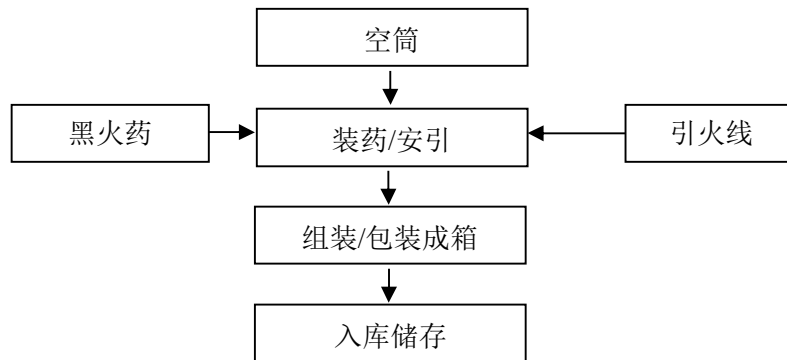 空筒
黑火药
装药/安引
引火线
组装/包装成箱
入库储存